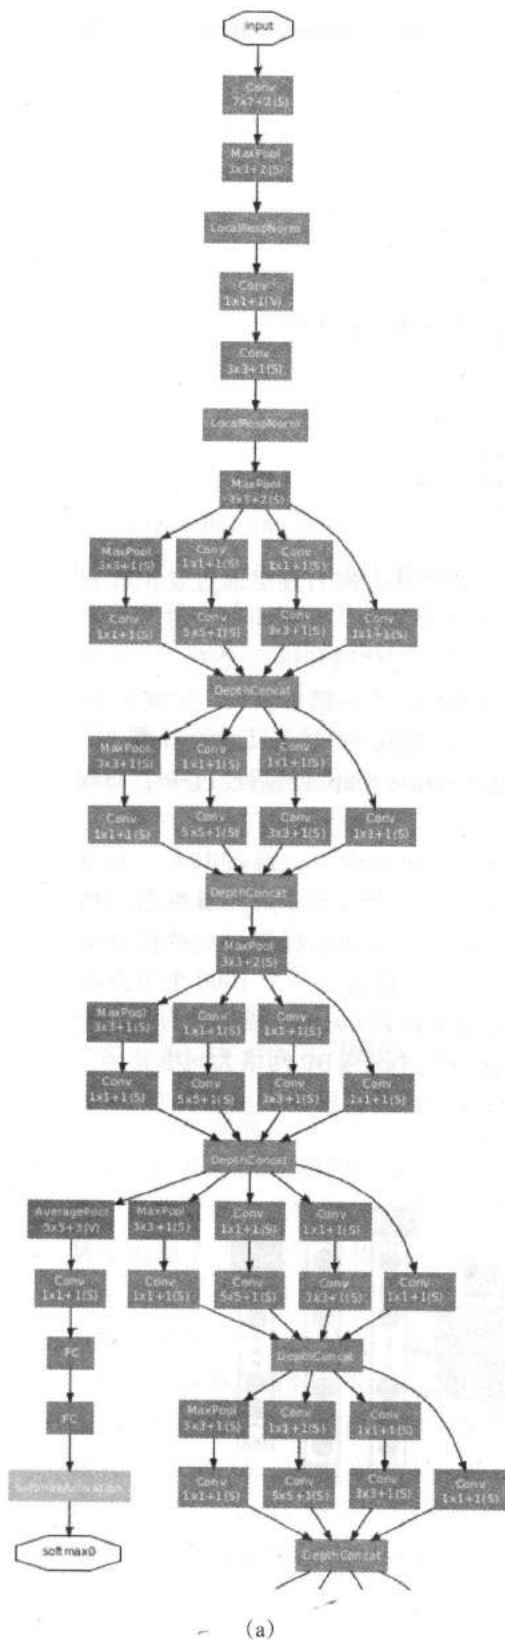 input
Conv
7x7+2(S)
MaxPool
3x3+2(S)
LocalRespNorm
Conv
1x1+1(V)
Conv
3x3+1(S)
LocalRespNorm
MaxPool
3x3+2(S)
MaxPool
3x3+1(S)
Conv
1x1+1(S)
Conv
1x1+1(S)
Conv
1x1+1(S)
Conv
5x5+1(S)
Conv
3x3+1(S)
Conv
1x1+1(S)
DepthConcat
MaxPool
3x3+1(S)
Conv
1x1+1(S)
Conv
1x1+1(S)
Conv
1x1+1(S)
Conv
5x5+1(S)
Conv
3x3+1(S)
Conv
1x1+1(S)
DepthConcat
MaxPool
3x3+2(S)
MaxPool
3x3+1(S)
Conv
1x1+1(S)
Conv
1x1+1(S)
Conv
1x1+1(S)
Conv
5x5+1(S)
Conv
3x3+1(S)
Conv
1x1+1(S)
DepthConcat
AveragePool
5x5+3(V)
MaxPool
3x3+1(S)
Conv
1x1+1(S)
Conv
1x1+1(S)
Conv
1x1+1(S)
Conv
1x1+1(S)
Conv
5x5+1(S)
Conv
3x3+1(S)
Conv
1x1+1(S)
FC
DepthConcat
FC
MaxPool
3x3+1(S)
Conv
1x1+1(S)
Conv
1x1+1(S)
SoftmaxActivation
Conv
1x1+1(S)
Conv
5x5+1(S)
Conv
3x3+1(S)
Conv
1x1+1(S)
softmax0
DepthConcat
(a)